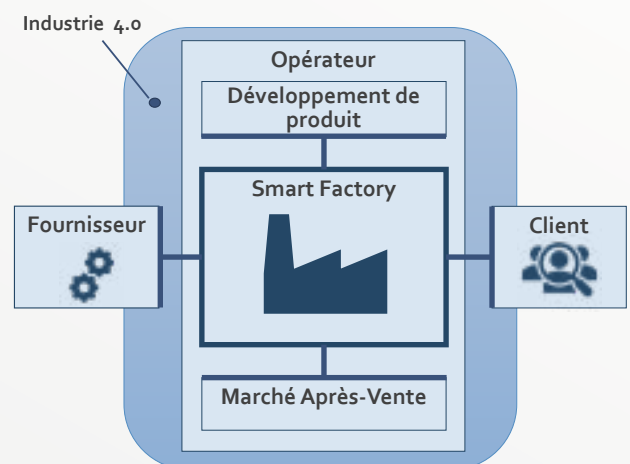 Industrie 4.0
Opérateur
Développement de
produit
Smart Factory
Fournisseur
Client
Marché Après-Vente